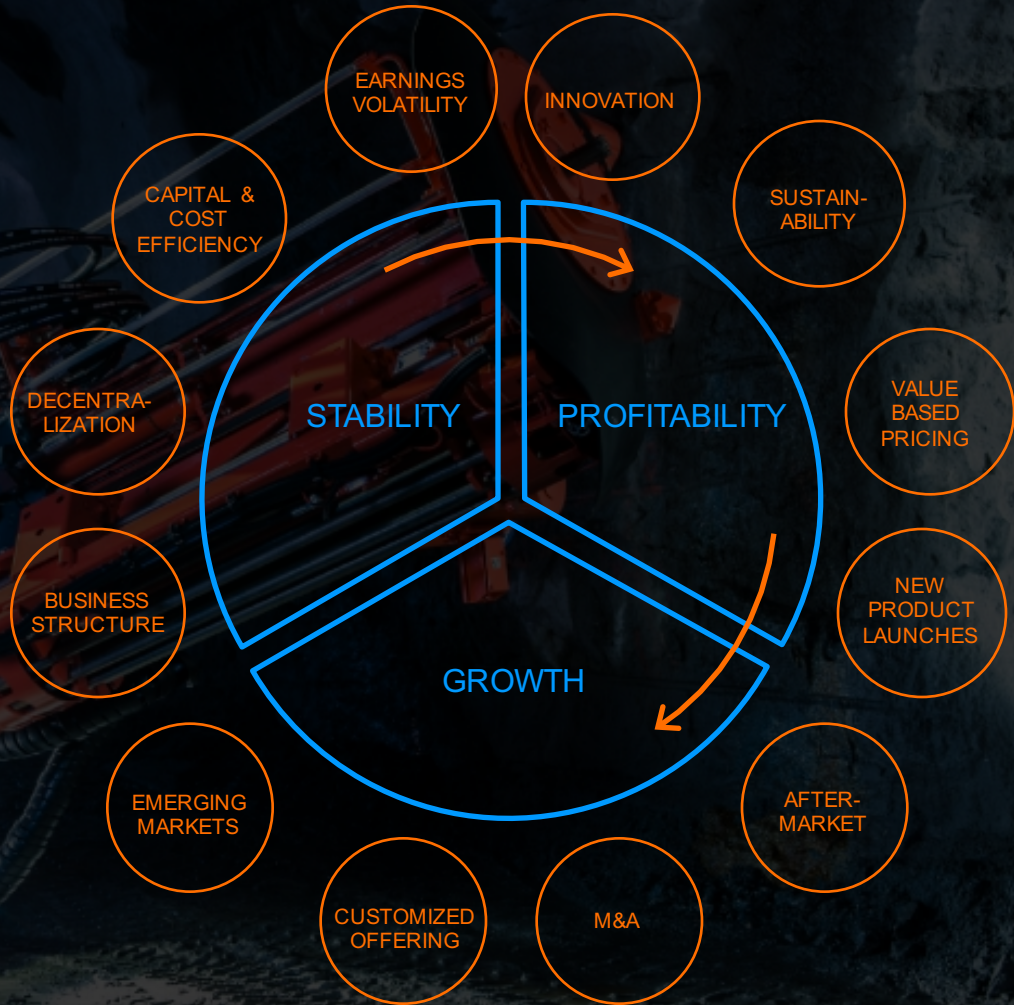 EARNINGS
VOLATILITY
INNOVATION
CAPITAL &
COST
EFFICIENCY
SUSTAIN-
ABILITY
DECENTRA-
LIZATION
STABILITY
PROFITABILITY
VALUE
BASED
PRICING
BUSINESS
STRUCTURE
NEW
PRODUCT
LAUNCHES
GROWTH
EMERGING
MARKETS
AFTER-
MARKET
CUSTOMIZED
OFFERING
M&A